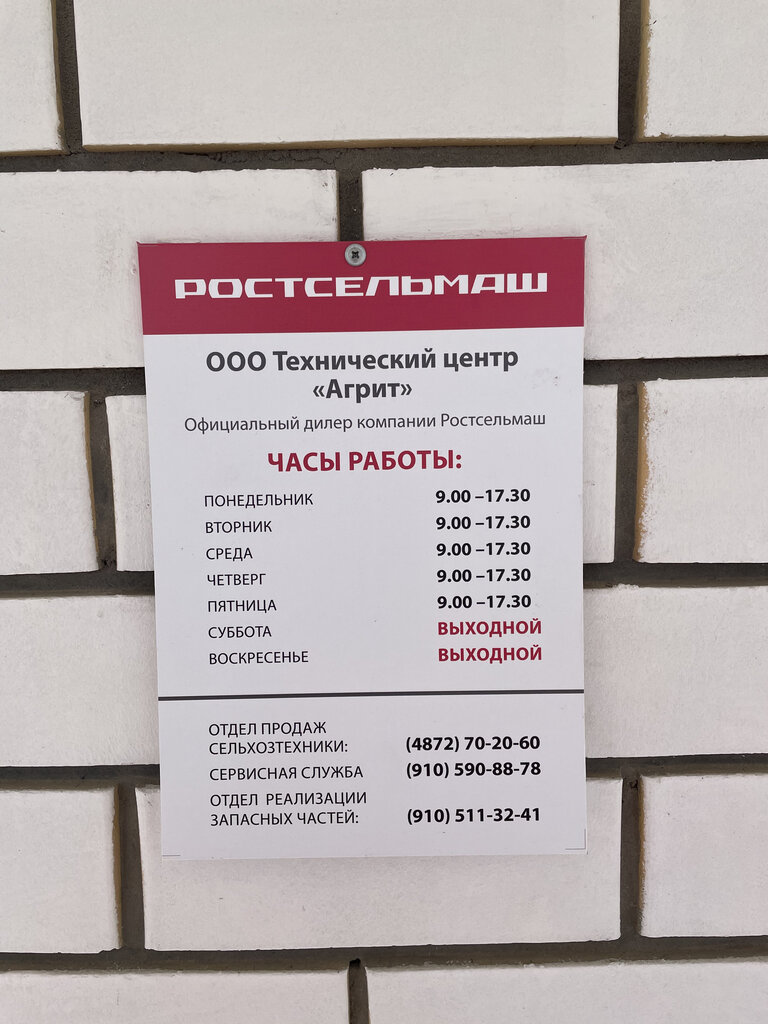 РОСТСЕЛЬМАШ
ООО Технический центр
«Агрит»
Официальный дилер компании Ростсельмаш
ЧАСЫ РАБОТЫ:
ПОНЕДЕЛЬНИК 9.00 –17.30
ВТОРНИК 9.00 –17.30
СРЕДА 9.00 –17.30
ЧЕТВЕРГ 9.00 –17.30
ПЯТНИЦА 9.00 –17.30
СУББОТА ВЫХОДНОЙ
ВОСКРЕСЕНЬЕ ВЫХОДНОЙ
ОТДЕЛ ПРОДАЖ
СЕЛЬХОЗТЕХНИКИ: (4872) 70-20-60
СЕРВИСНАЯ СЛУЖБА (910) 590-88-78
ОТДЕЛ РЕАЛИЗАЦИИ
ЗАПАСНЫХ ЧАСТЕЙ: (910) 511-32-41